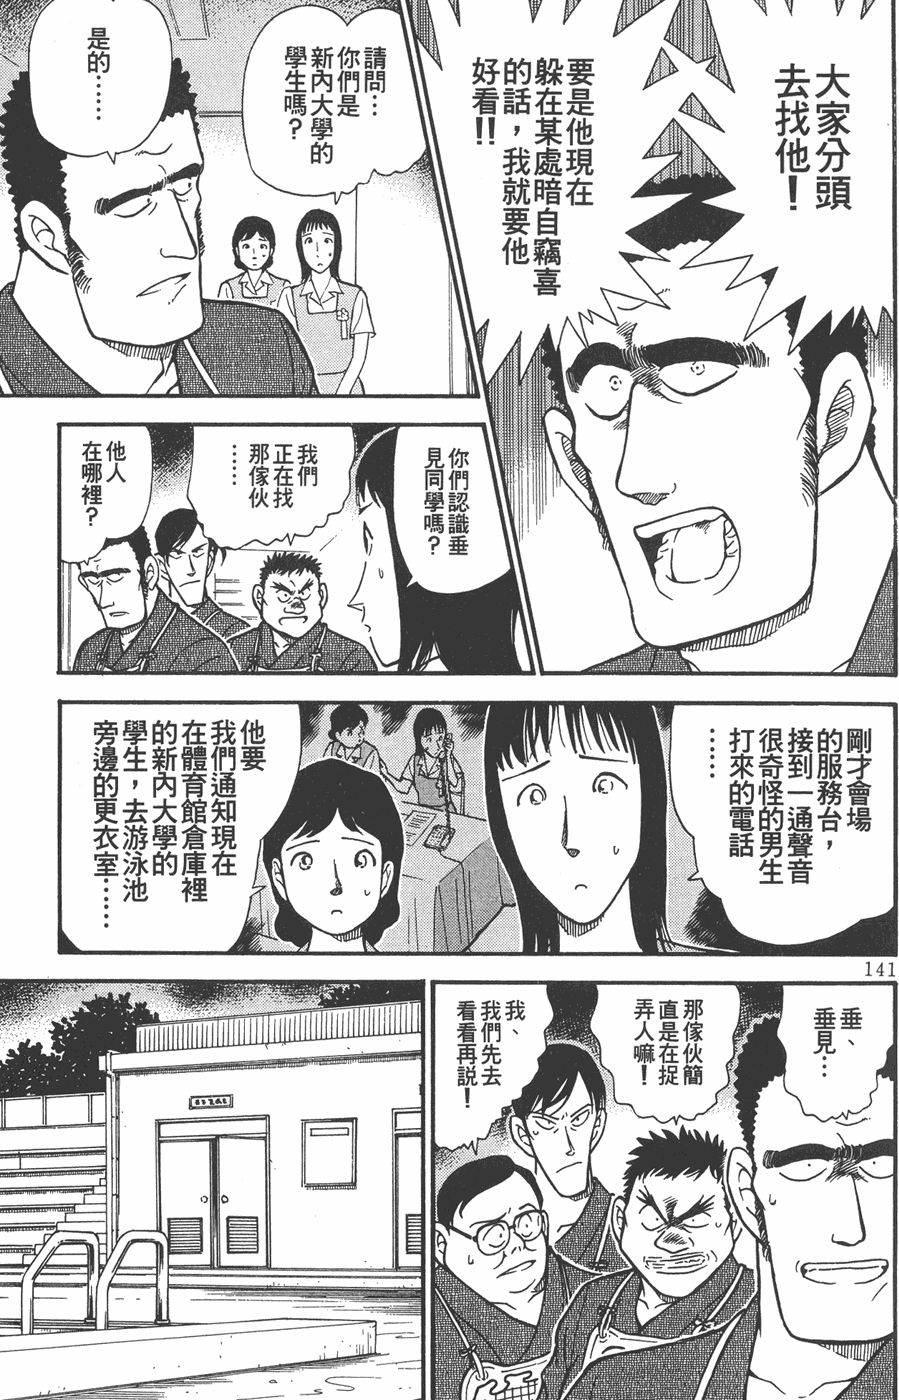 大家分頭
去找他！
要是他現在
躲在某處暗自竊喜
的話，我就要他
好看！！
請問…
你們是
新內大學的
學生嗎？
是的……
你們認識垂
見同學嗎？
我們
正在找
那傢伙
……
他人
在哪裡？
剛才會場
的服務台，
接到一通聲音
很奇怪的男生
打來的電話
……
他要
我們通知現在
在體育館倉庫裡
的新內大學的
學生，去游泳池
旁邊的更衣室……
141
垂、
垂見…
那傢伙簡
直是在捉
弄人嘛！
我、
我們先去
看看再說！